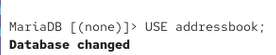 MariaDB [(none)]> USE addressbook;
Database changed